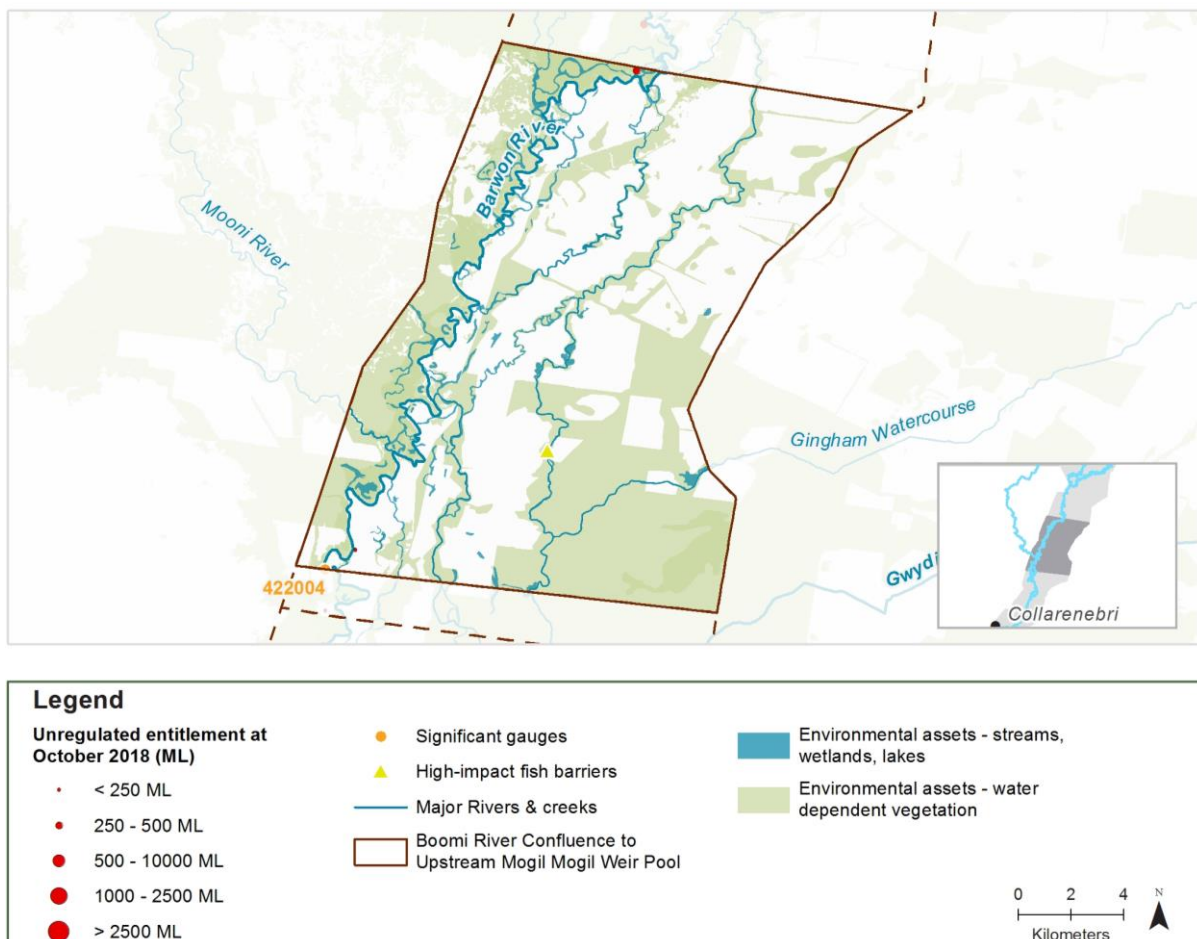 Barwon River
Mooni River
Gingham Watercourse
Gwydi
422004
Collarenebri
Legend
Unregulated entitlement at
October 2018 (ML)
< 250 ML
250 - 500 ML
500 - 10000 ML
1000 - 2500 ML
> 2500 ML
Significant gauges
High-impact fish barriers
Major Rivers & creeks
Boomi River Confluence to
Upstream Mogil Mogil Weir Pool
Environmental assets - streams,
wetlands, lakes
Environmental assets - water
dependent vegetation
0 2 4
Kilometers
N